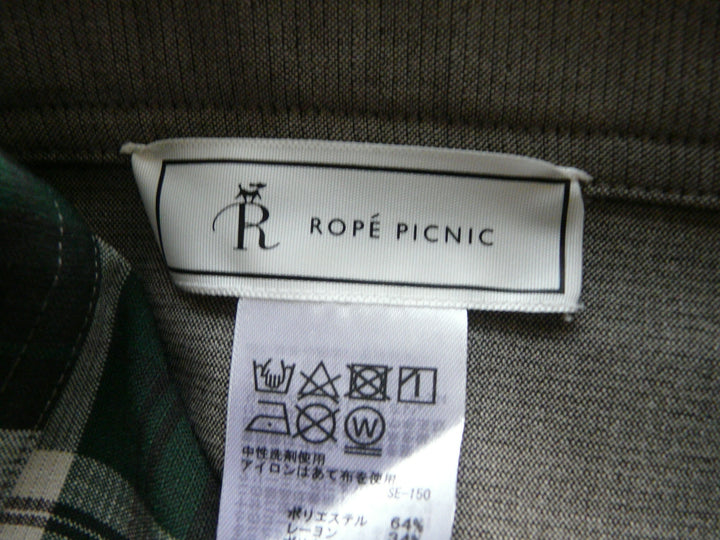 R ROPÉ PICNIC
W
中性洗剤使用
アイロンはあて布を使用
SE-150
ポリエステル 64%
レーヨン 34%